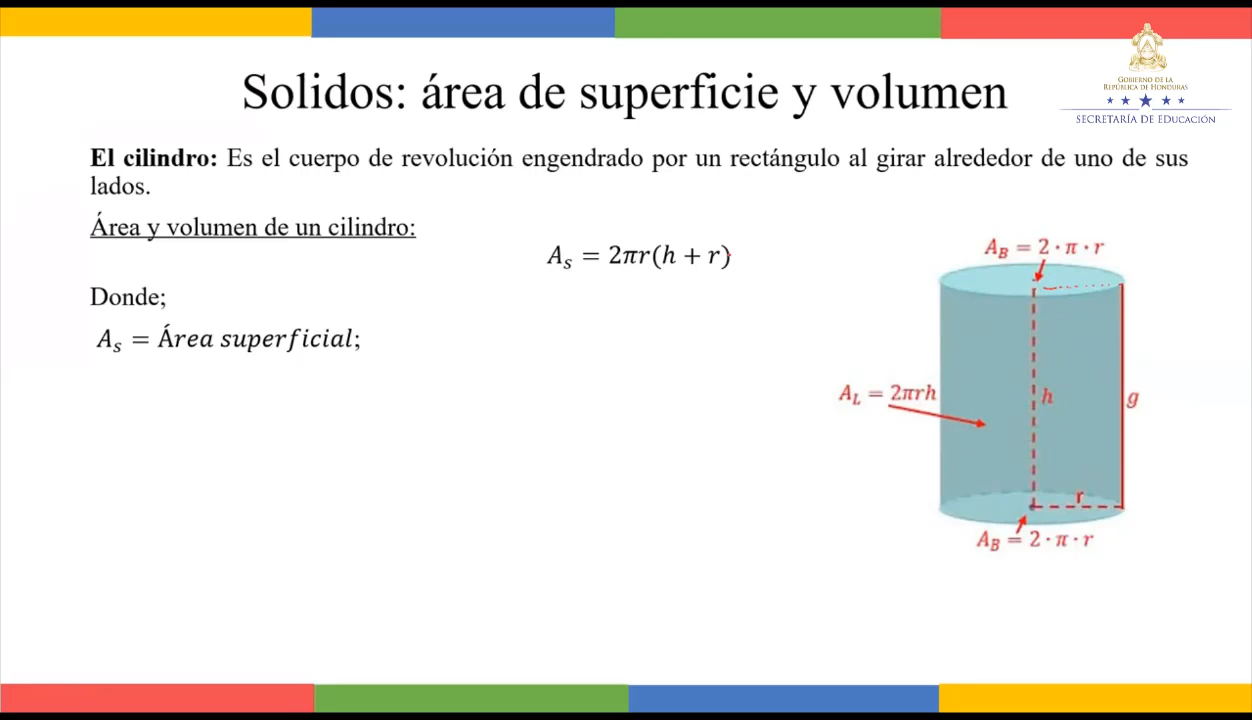 Solidos: área de superficie y volumen
GOBIERNO DE LA
REPÚBLICA DE HONDURAS
SECRETARÍA DE EDUCACIÓN
El cilindro: Es el cuerpo de revolución engendrado por un rectángulo al girar alrededor de uno de sus
lados.
Área y volumen de un cilindro:
A_s = 2πr(h + r)
Donde;
A_s = Área superficial;
A_B = 2 · π · r
A_L = 2πrh
h
g
r
A_B = 2 · π · r